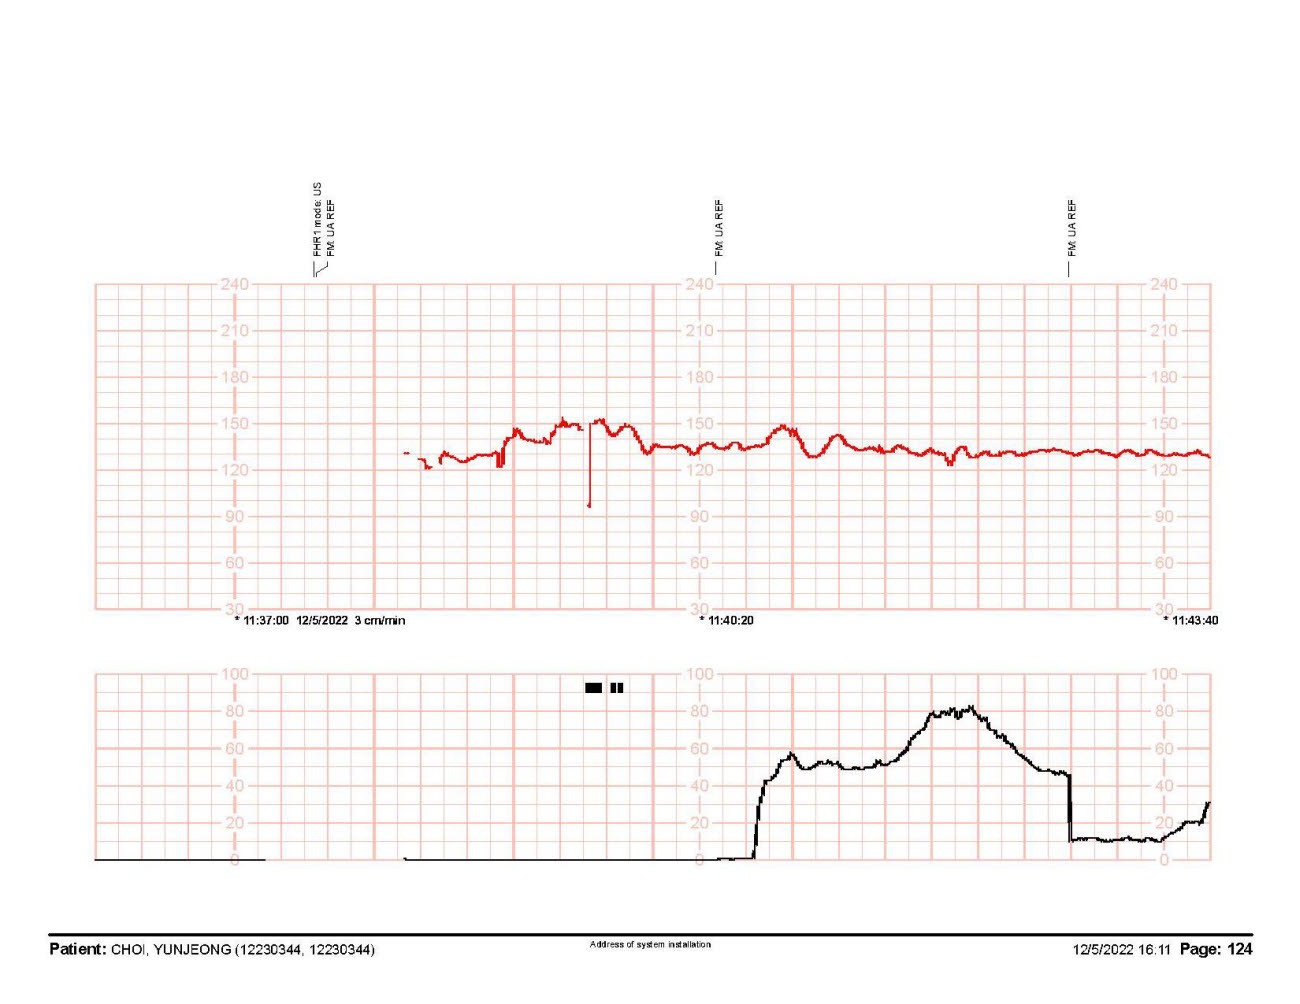 FHR1 mode: US
FM: UA REF
FM: UA REF
FM: UA REF
240 240 240
210 210 210
180 180 180
150 150 150
120 120 120
90 90 90
60 60 60
30 30 30
* 11:37:00 12/5/2022 3 cm/min * 11:40:20 * 11:43:40
100 100 100
80 80 80
60 60 60
40 40 40
20 20 20
0 0 0
Patient: CHOI, YUNJEONG (12230344, 12230344) Address of system installation 12/5/2022 16:11 Page: 124